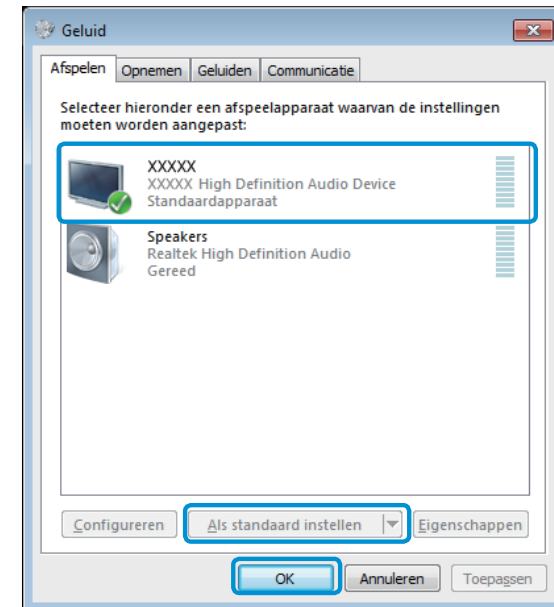 Geluid
Afspelen Opnemen Geluiden Communicatie
Selecteer hieronder een afspeelapparaat waarvan de instellingen
moeten worden aangepast:
XXXXX
XXXXX High Definition Audio Device
Standaardapparaat
Speakers
Realtek High Definition Audio
Gereed
Configureren Als standaard instellen Eigenschappen
OK Annuleren Toepassen